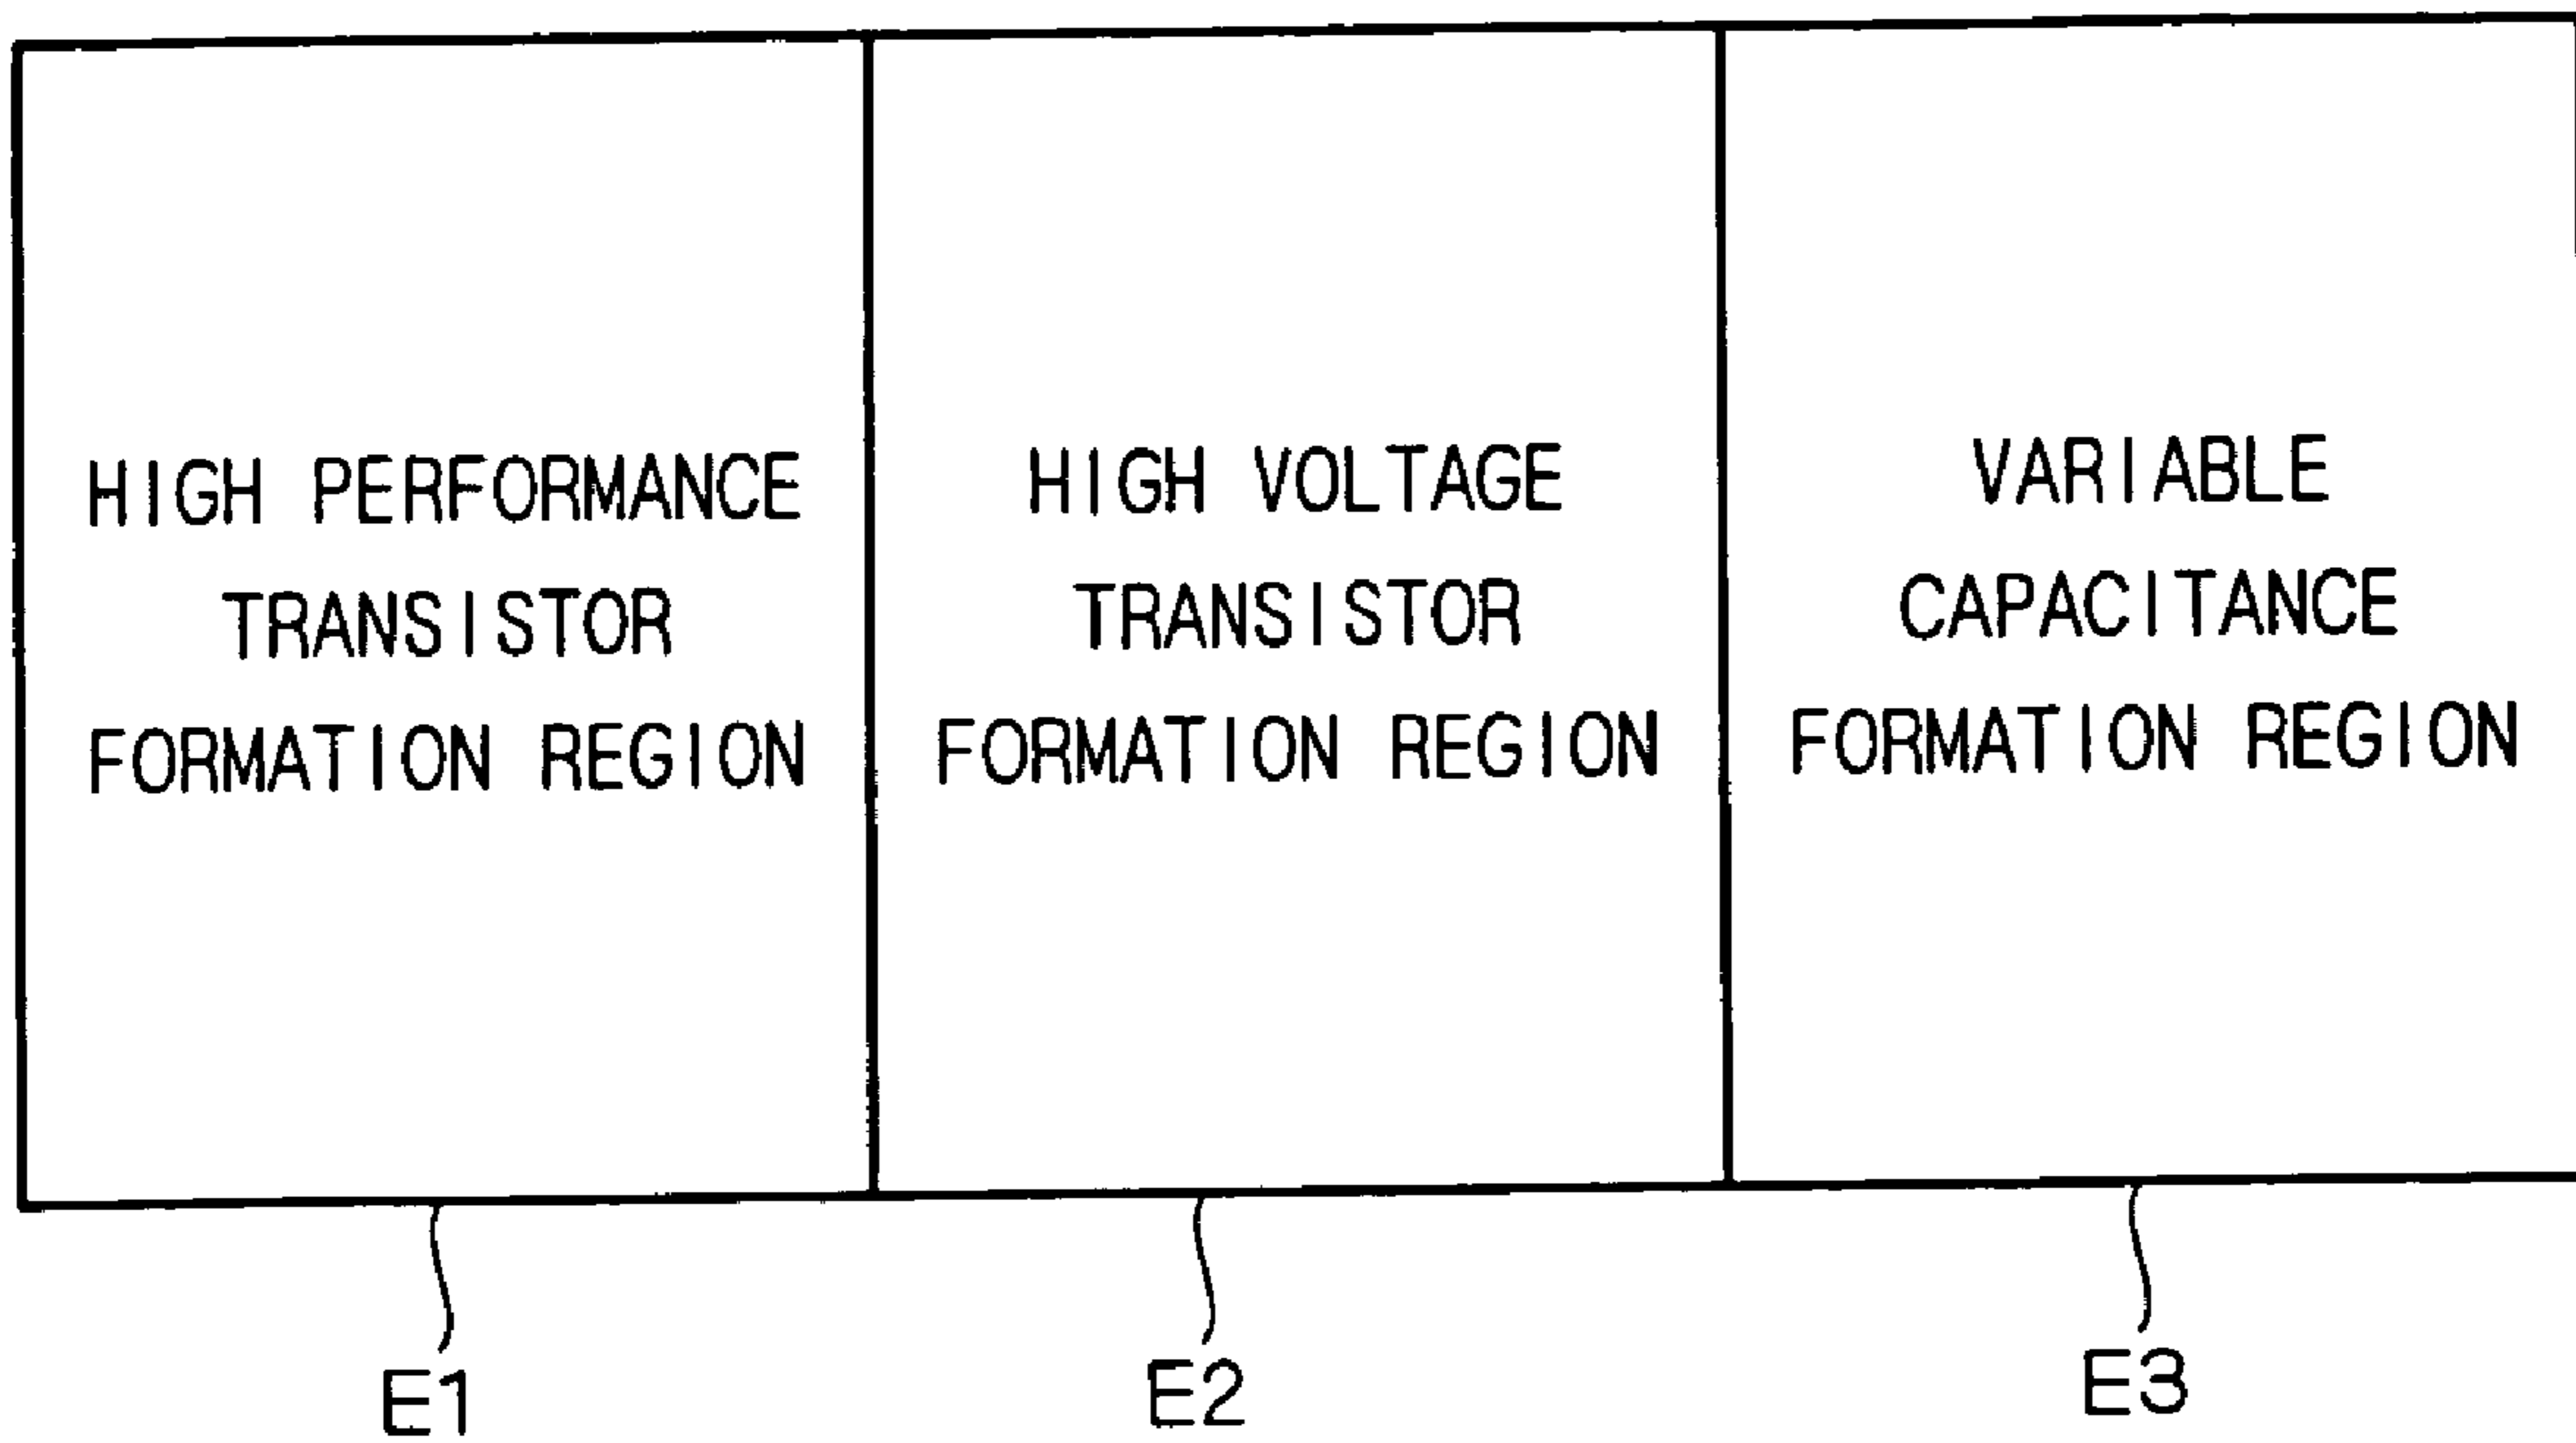 HIGH PERFORMANCE
TRANSISTOR
FORMATION REGION
HIGH VOLTAGE
TRANSISTOR
FORMATION REGION
VARIABLE
CAPACITANCE
FORMATION REGION
E1
E2
E3